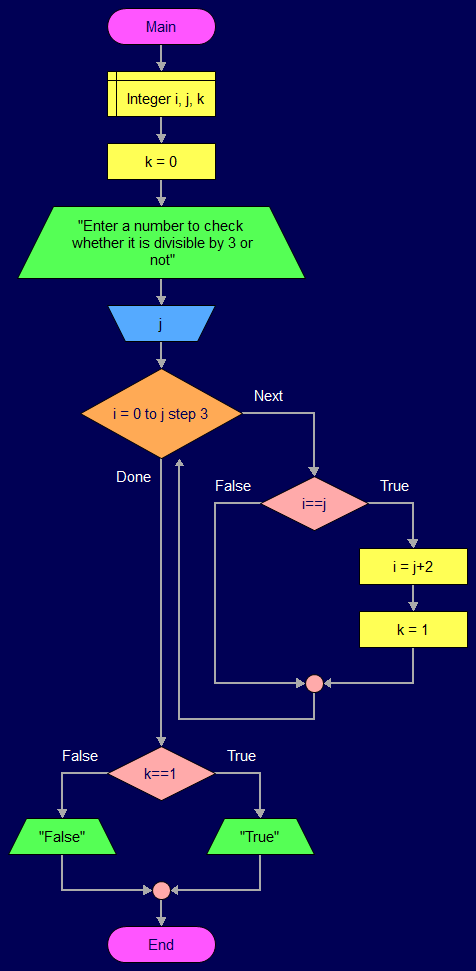 Main
Integer i, j, k
k = 0
"Enter a number to check
whether it is divisible by 3 or
not"
j
i = 0 to j step 3
Next
Done
False
i==j
True
i = j+2
k = 1
False
k==1
True
"False"
"True"
End